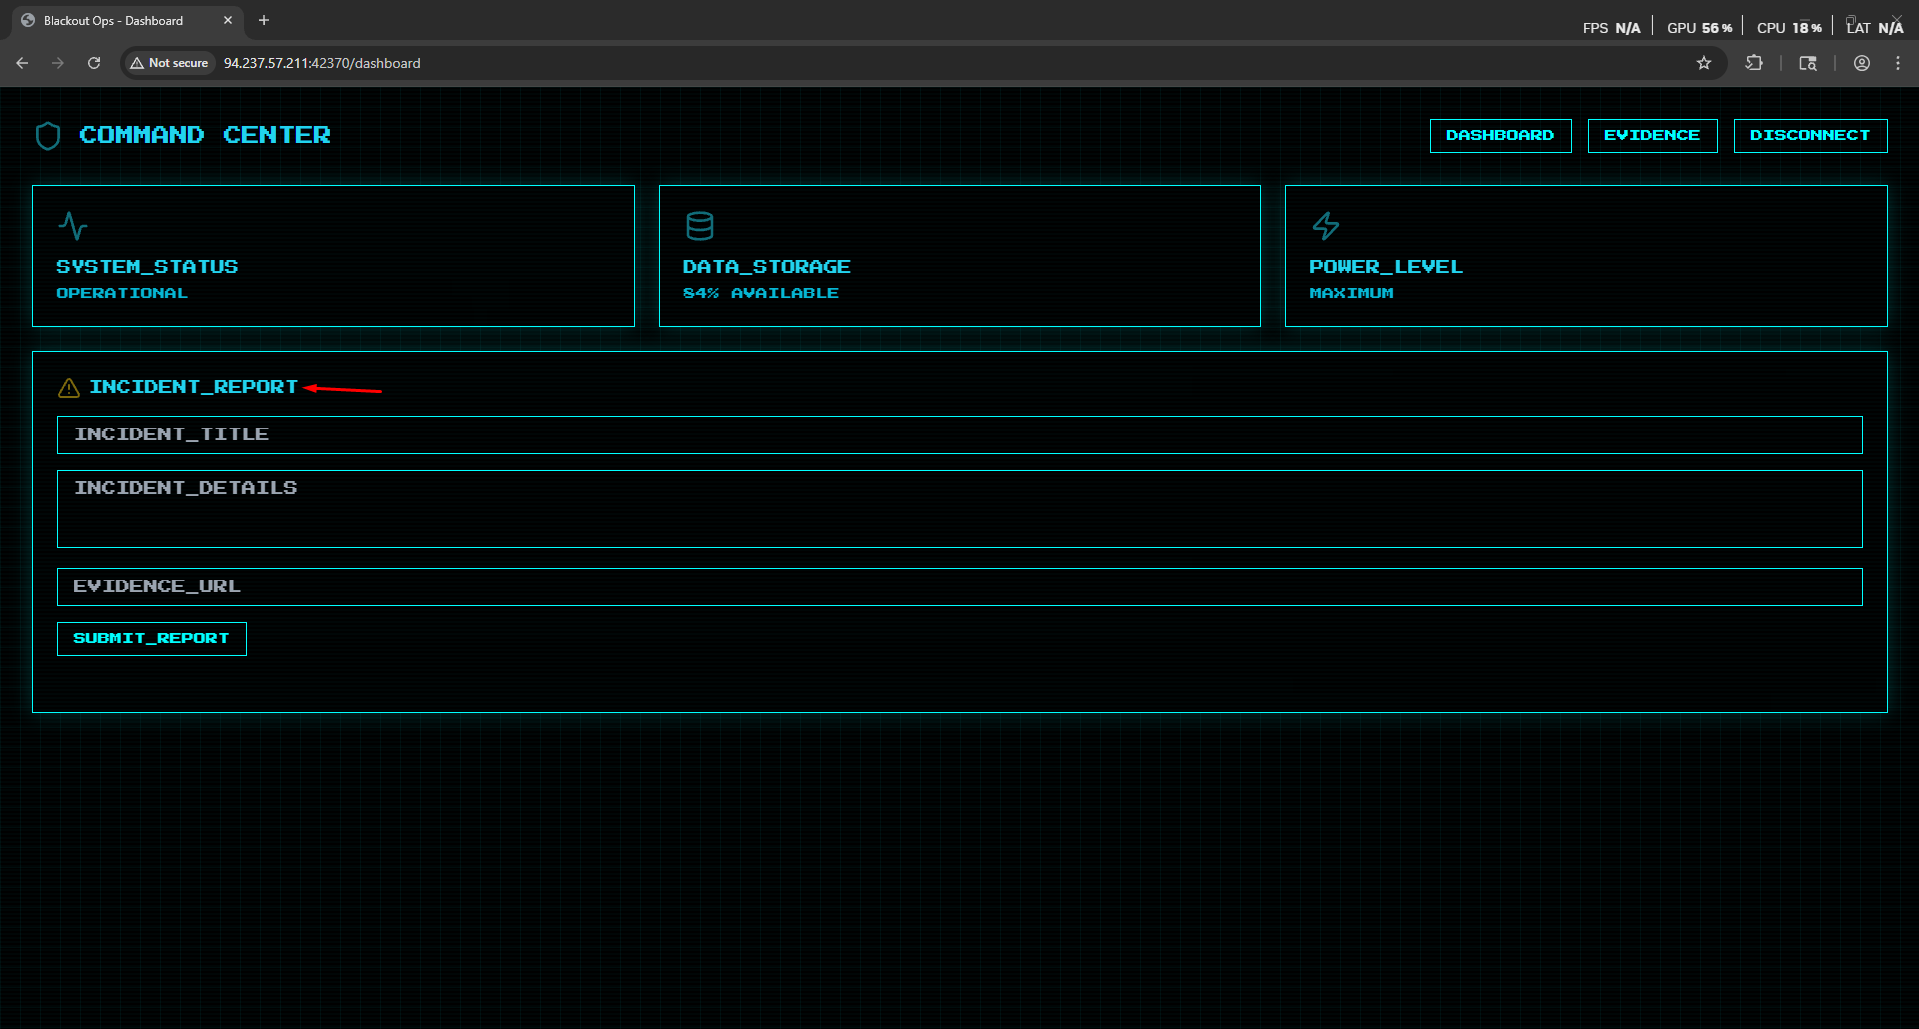 Blackout Ops - Dashboard
FPS N/A GPU 56 % CPU 18 % LAT N/A
Not secure 94.237.57.211:42370/dashboard
COMMAND CENTER
DASHBOARD EVIDENCE DISCONNECT
SYSTEM_STATUS
OPERATIONAL
DATA_STORAGE
84% AVAILABLE
POWER_LEVEL
MAXIMUM
INCIDENT_REPORT
INCIDENT_TITLE
INCIDENT_DETAILS
EVIDENCE_URL
SUBMIT_REPORT